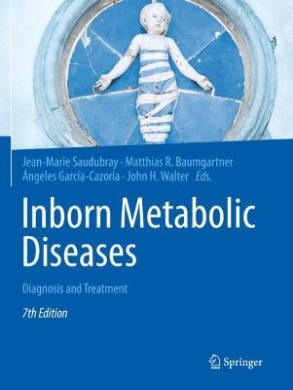 Jean-Marie Saudubray · Matthias R. Baumgartner
Ángeles García-Cazorla · John H. Walter Eds.
Inborn Metabolic
Diseases
Diagnosis and Treatment
7th Edition
Springer